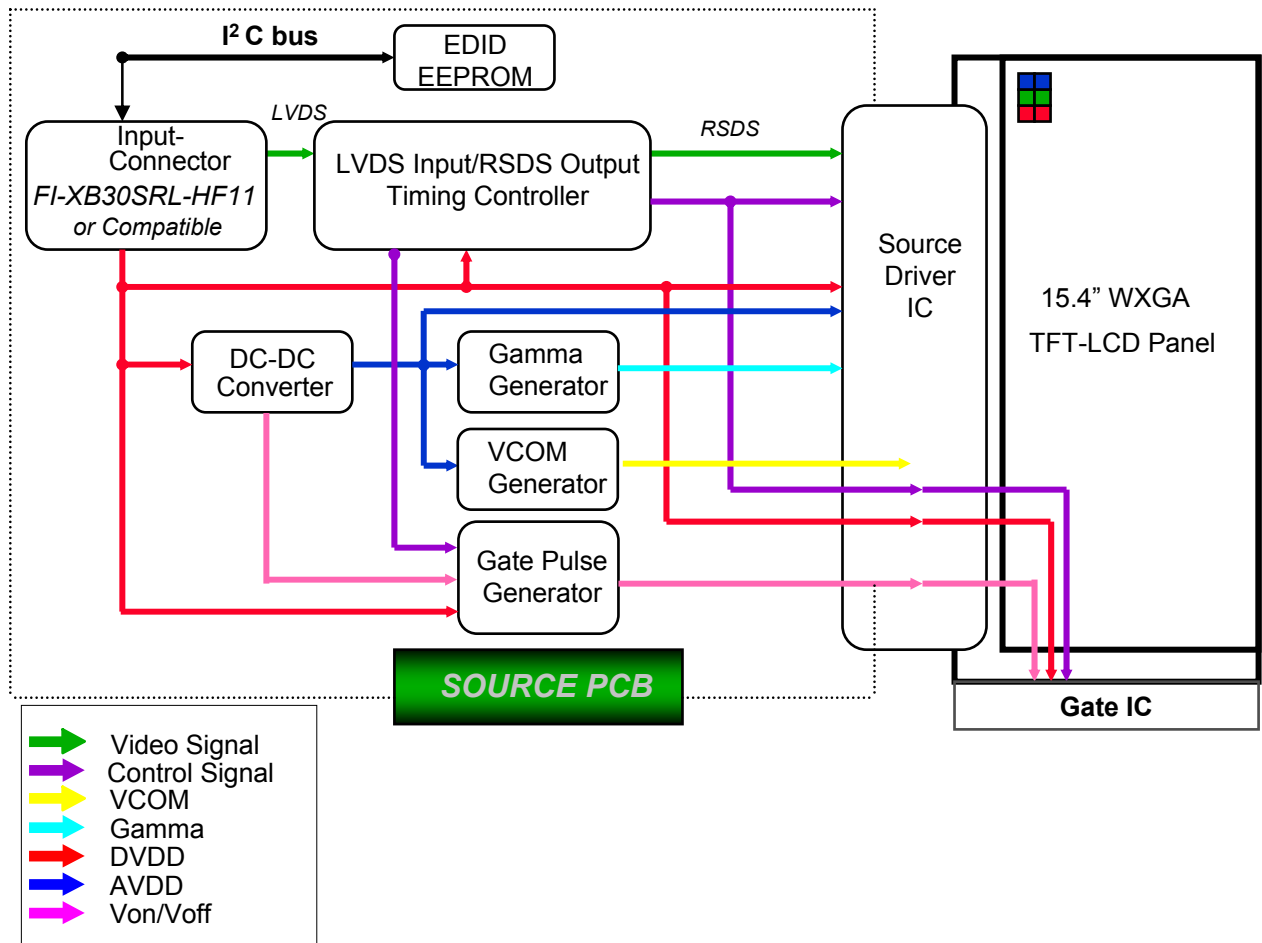 I² C bus
EDID
EEPROM
LVDS
RSDS
Input-
Connector
FI-XB30SRL-HF11
or Compatible
LVDS Input/RSDS Output
Timing Controller
Source
Driver
IC
15.4” WXGA
TFT-LCD Panel
DC-DC
Converter
Gamma
Generator
VCOM
Generator
Gate Pulse
Generator
SOURCE PCB
Gate IC
Video Signal
Control Signal
VCOM
Gamma
DVDD
AVDD
Von/Voff